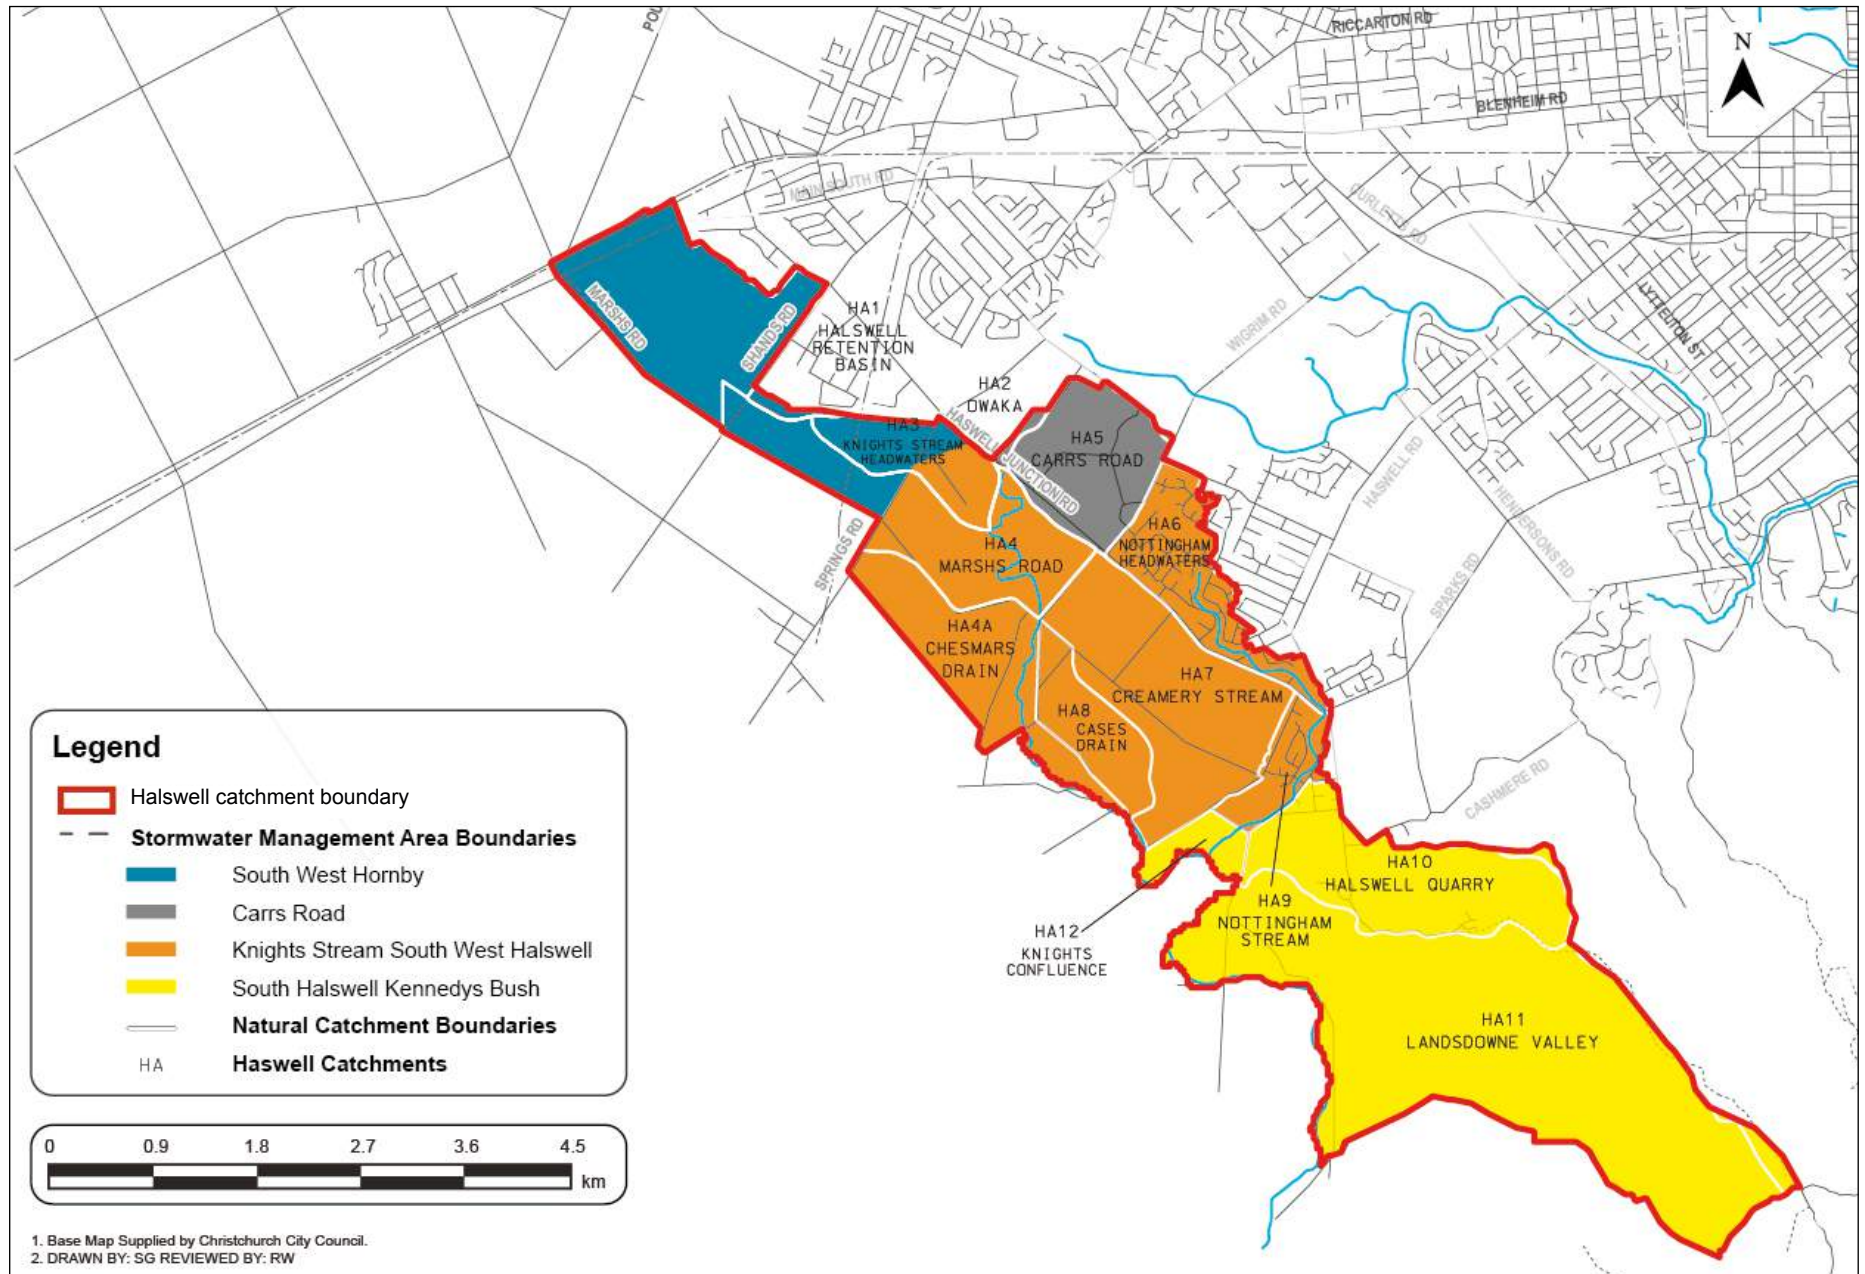 POU
RICCARTON RD
N
BLENHEIM RD
MAIN SOUTH RD
CURLETTS RD
MARSHS RD
SHANDS RD
HA1
HALSWELL
RETENTION
BASIN
WIGRIM RD
LYTTELTON ST
HA2
OWAKA
HASWELL JUNCTION RD
HA3
KNIGHTS STREAM
HEADWATERS
HA5
CARRS ROAD
HASWELL RD
HENDERSONS RD
SPRINGS RD
HA4
MARSHS ROAD
HA6
NOTTINGHAM
HEADWATERS
SPARKS RD
HA4A
CHESMARS
DRAIN
HA7
CREAMERY STREAM
HA8
CASES
DRAIN
CASHMERE RD
HA10
HALSWELL QUARRY
HA9
NOTTINGHAM
STREAM
HA12
KNIGHTS
CONFLUENCE
HA11
LANDSDOWNE VALLEY
Legend
Halswell catchment boundary
Stormwater Management Area Boundaries
South West Hornby
Carrs Road
Knights Stream South West Halswell
South Halswell Kennedys Bush
Natural Catchment Boundaries
HA Haswell Catchments
0 0.9 1.8 2.7 3.6 4.5
km
1. Base Map Supplied by Christchurch City Council.
2. DRAWN BY: SG REVIEWED BY: RW